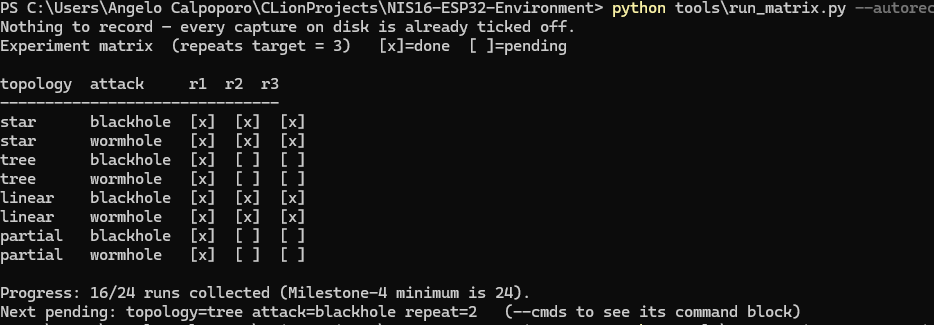 PS C:\Users\Angelo Calpoporo\CLionProjects\NIS16-ESP32-Environment> python tools\run_matrix.py --autorec
Nothing to record — every capture on disk is already ticked off.
Experiment matrix  (repeats target = 3)   [x]=done  [ ]=pending
topology  attack     r1  r2  r3
-------------------------------
star      blackhole  [x]  [x]  [x]
star      wormhole   [x]  [x]  [x]
tree      blackhole  [x]  [ ]  [ ]
tree      wormhole   [x]  [ ]  [ ]
linear    blackhole  [x]  [x]  [x]
linear    wormhole   [x]  [x]  [x]
partial   blackhole  [x]  [ ]  [ ]
partial   wormhole   [x]  [ ]  [ ]
Progress: 16/24 runs collected (Milestone-4 minimum is 24).
Next pending: topology=tree attack=blackhole repeat=2   (--cmds to see its command block)